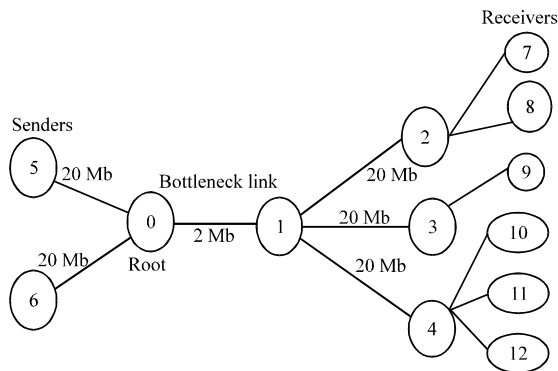 Receivers
7
8
Senders
2
5
20 Mb
Bottleneck link
20 Mb
9
0
1
20 Mb
3
2 Mb
10
20 Mb
Root
20 Mb
6
11
4
12